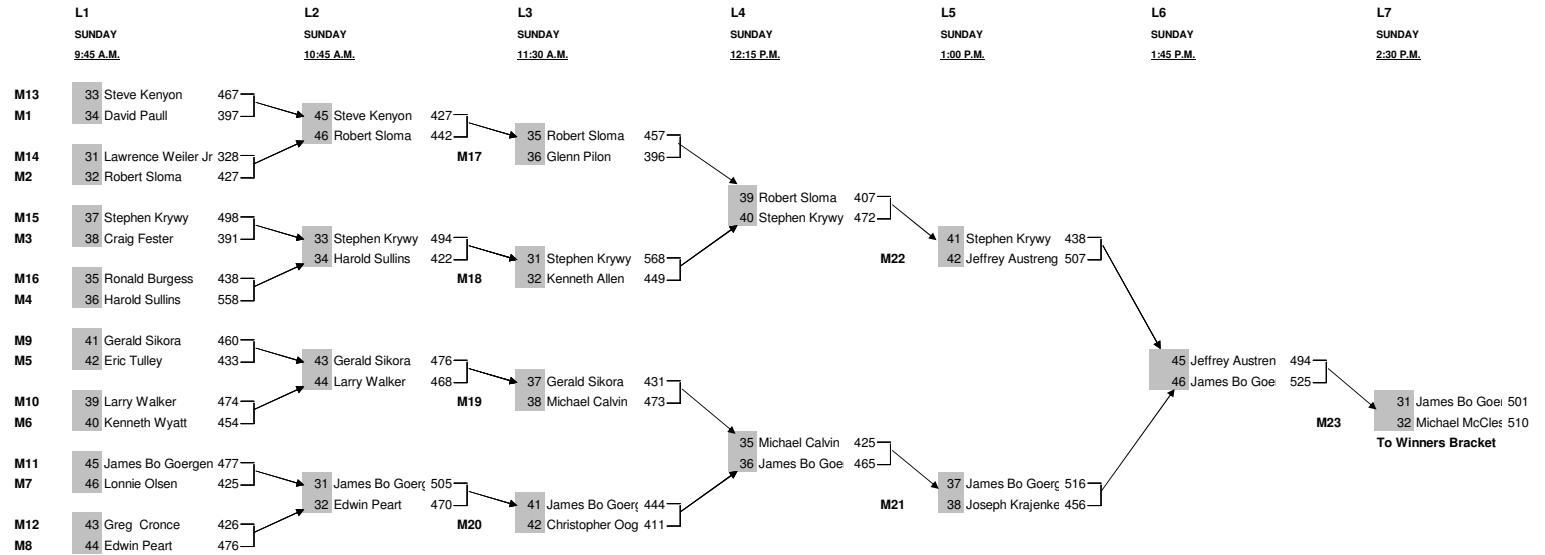 L1 L2 L3 L4 L5 L6 L7
SUNDAY SUNDAY SUNDAY SUNDAY SUNDAY SUNDAY SUNDAY
9:45 A.M. 10:45 A.M. 11:30 A.M. 12:15 P.M. 1:00 P.M. 1:45 P.M. 2:30 P.M.
M13 33 Steve Kenyon 467
M1 34 David Paull 397 45 Steve Kenyon 427
46 Robert Sloma 442 35 Robert Sloma 457
M14 31 Lawrence Weiler Jr 328 M17 36 Glenn Pilon 396
M2 32 Robert Sloma 427
39 Robert Sloma 407
M15 37 Stephen Krywy 498 40 Stephen Krywy 472
M3 38 Craig Fester 391 33 Stephen Krywy 494 41 Stephen Krywy 438
34 Harold Sullins 422 31 Stephen Krywy 568 M22 42 Jeffrey Austreng 507
M16 35 Ronald Burgess 438 M18 32 Kenneth Allen 449
M4 36 Harold Sullins 558
M9 41 Gerald Sikora 460
M5 42 Eric Tulley 433 43 Gerald Sikora 476 45 Jeffrey Austren 494
44 Larry Walker 468 37 Gerald Sikora 431 46 James Bo Goe 525
M10 39 Larry Walker 474 M19 38 Michael Calvin 473 31 James Bo Goe 501
M6 40 Kenneth Wyatt 454 M23 32 Michael McCles 510
35 Michael Calvin 425 To Winners Bracket
M11 45 James Bo Goergen 477 36 James Bo Goe 465
M7 46 Lonnie Olsen 425 31 James Bo Goerg 505 37 James Bo Goerg 516
32 Edwin Peart 470 41 James Bo Goerg 444 M21 38 Joseph Krajenke 456
M12 43 Greg Cronce 426 M20 42 Christopher Oog 411
M8 44 Edwin Peart 476